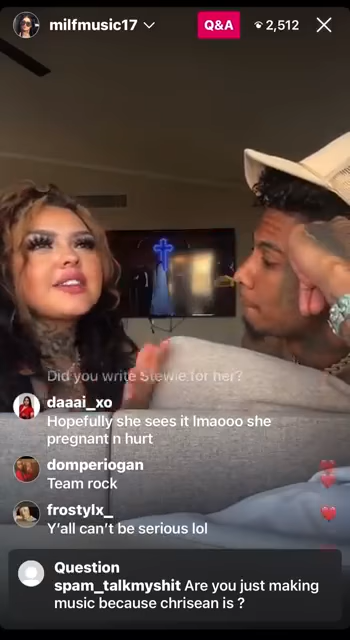 milfmusic17
Q&A
2,512
Did you write Stewie for her?
daaai_xo
Hopefully she sees it lmaooo she
pregnant n hurt
domperiogan
Team rock
frostylx_
Y'all can't be serious lol
Question
spam_talkmyshit Are you just making
music because chrisean is ?